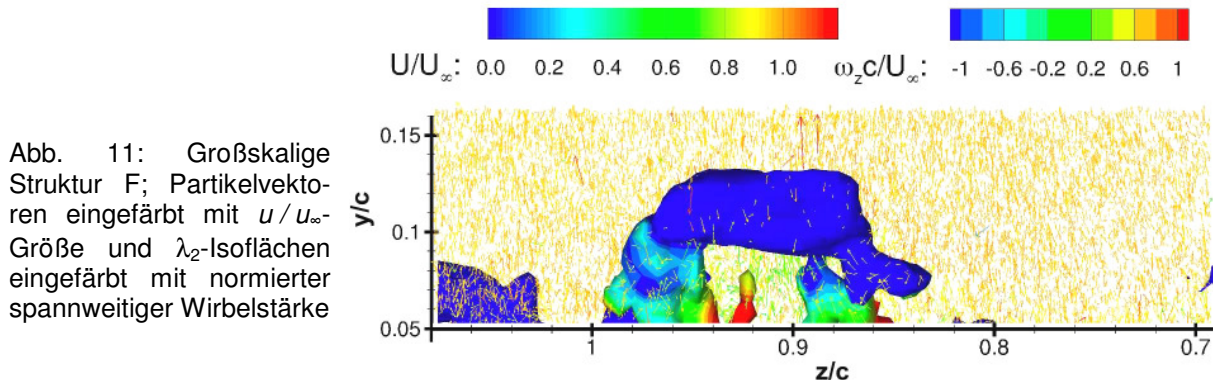 Abb. 11: Großskalige
Struktur F; Partikelvekto-
ren eingefärbt mit u / u∞-
Größe und λ2-Isoflächen
eingefärbt mit normierter
spannweitiger Wirbelstärke
U/U∞: 0.0 0.2 0.4 0.6 0.8 1.0
ωzc/U∞: -1 -0.6 -0.2 0.2 0.6 1
y/c
0.15
0.1
0.05
1 0.9 0.8 0.7
z/c